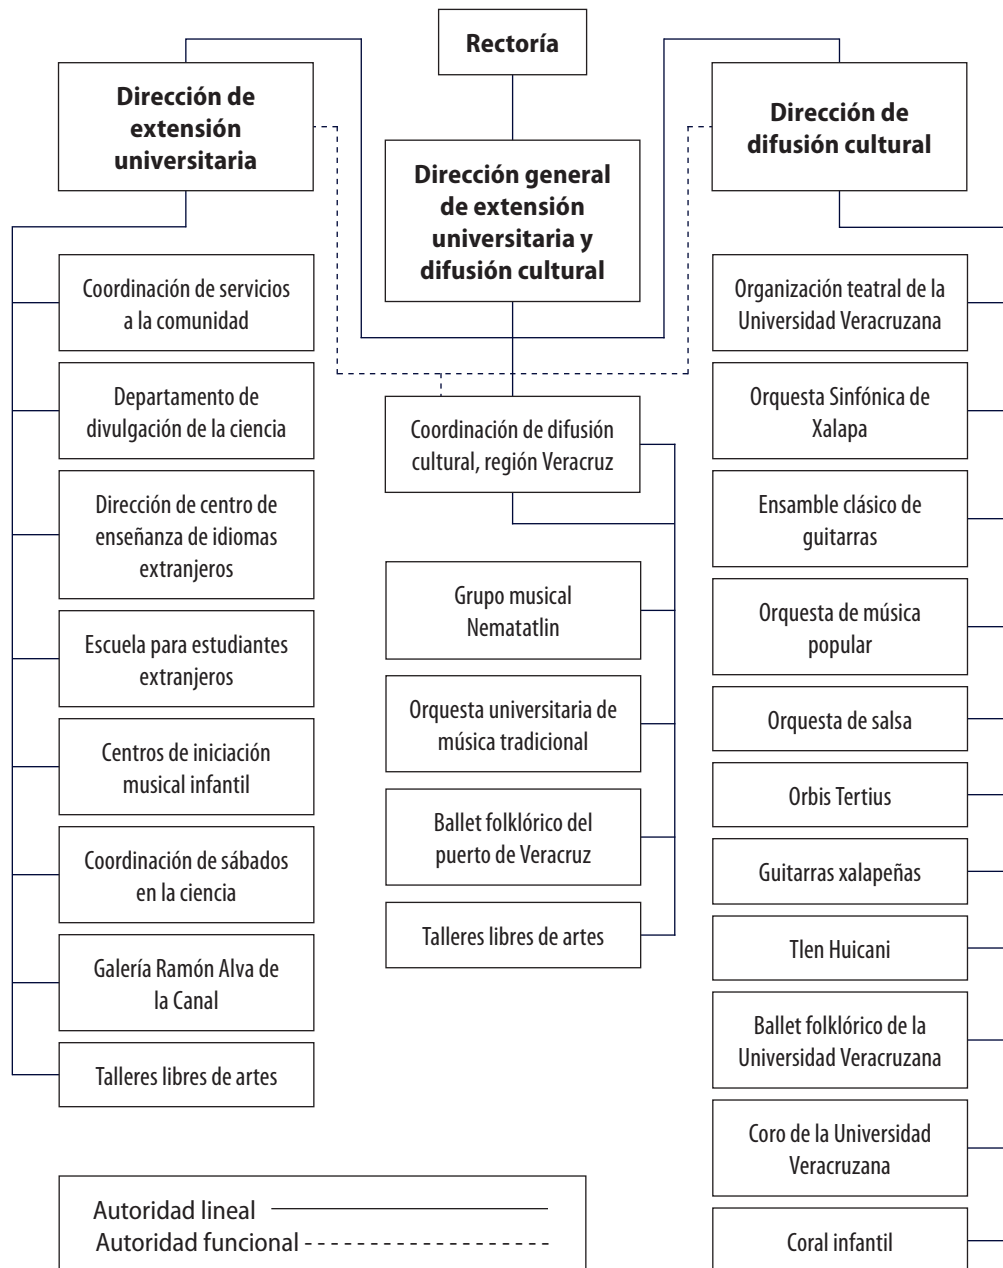 Rectoría
Dirección de
extensión
universitaria
Dirección general
de extensión
universitaria y
difusión cultural
Dirección de
difusión cultural
Coordinación de servicios
a la comunidad
Departamento de
divulgación de la ciencia
Dirección de centro de
enseñanza de idiomas
extranjeros
Escuela para estudiantes
extranjeros
Centros de iniciación
musical infantil
Coordinación de sábados
en la ciencia
Galería Ramón Alva de
la Canal
Talleres libres de artes
Coordinación de difusión
cultural, región Veracruz
Grupo musical
Nematatlin
Orquesta universitaria de
música tradicional
Ballet folklórico del
puerto de Veracruz
Talleres libres de artes
Organización teatral de la
Universidad Veracruzana
Orquesta Sinfónica de
Xalapa
Ensamble clásico de
guitarras
Orquesta de música
popular
Orquesta de salsa
Orbis Tertius
Guitarras xalapeñas
Tlen Huicani
Ballet folklórico de la
Universidad Veracruzana
Coro de la Universidad
Veracruzana
Coral infantil
Autoridad lineal
Autoridad funcional